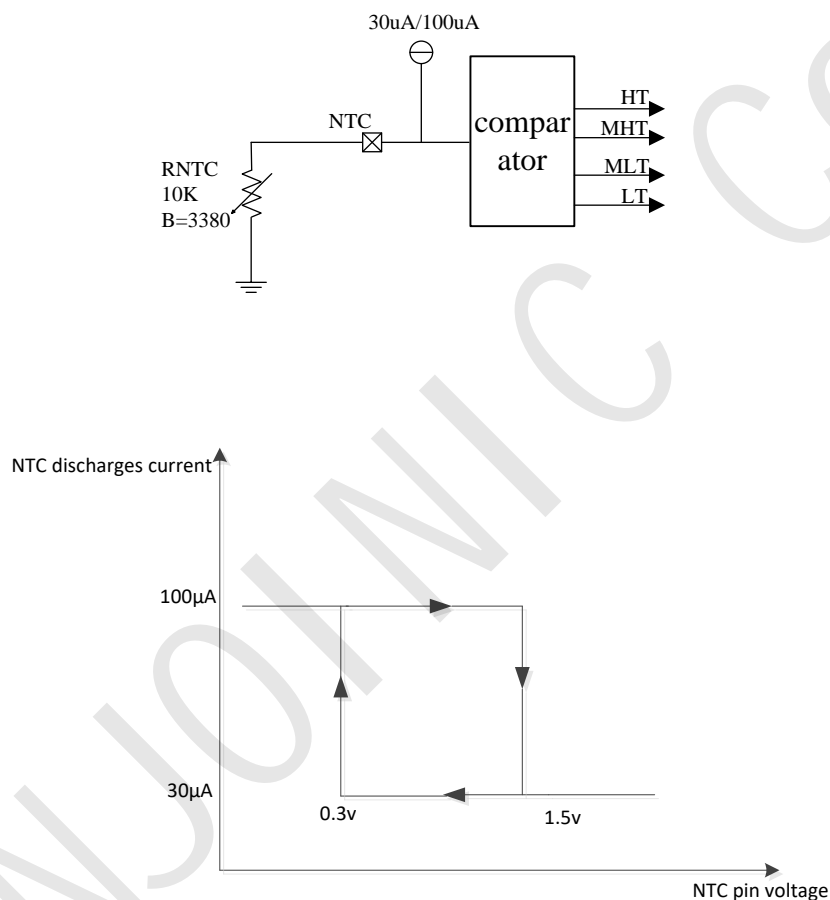 30uA/100uA
NTC
RNTC
10K
B=3380
compar
ator
HT
MHT
MLT
LT
NTC discharges current
100μA
30μA
0.3v
1.5v
NTC pin voltage
INJOINIC